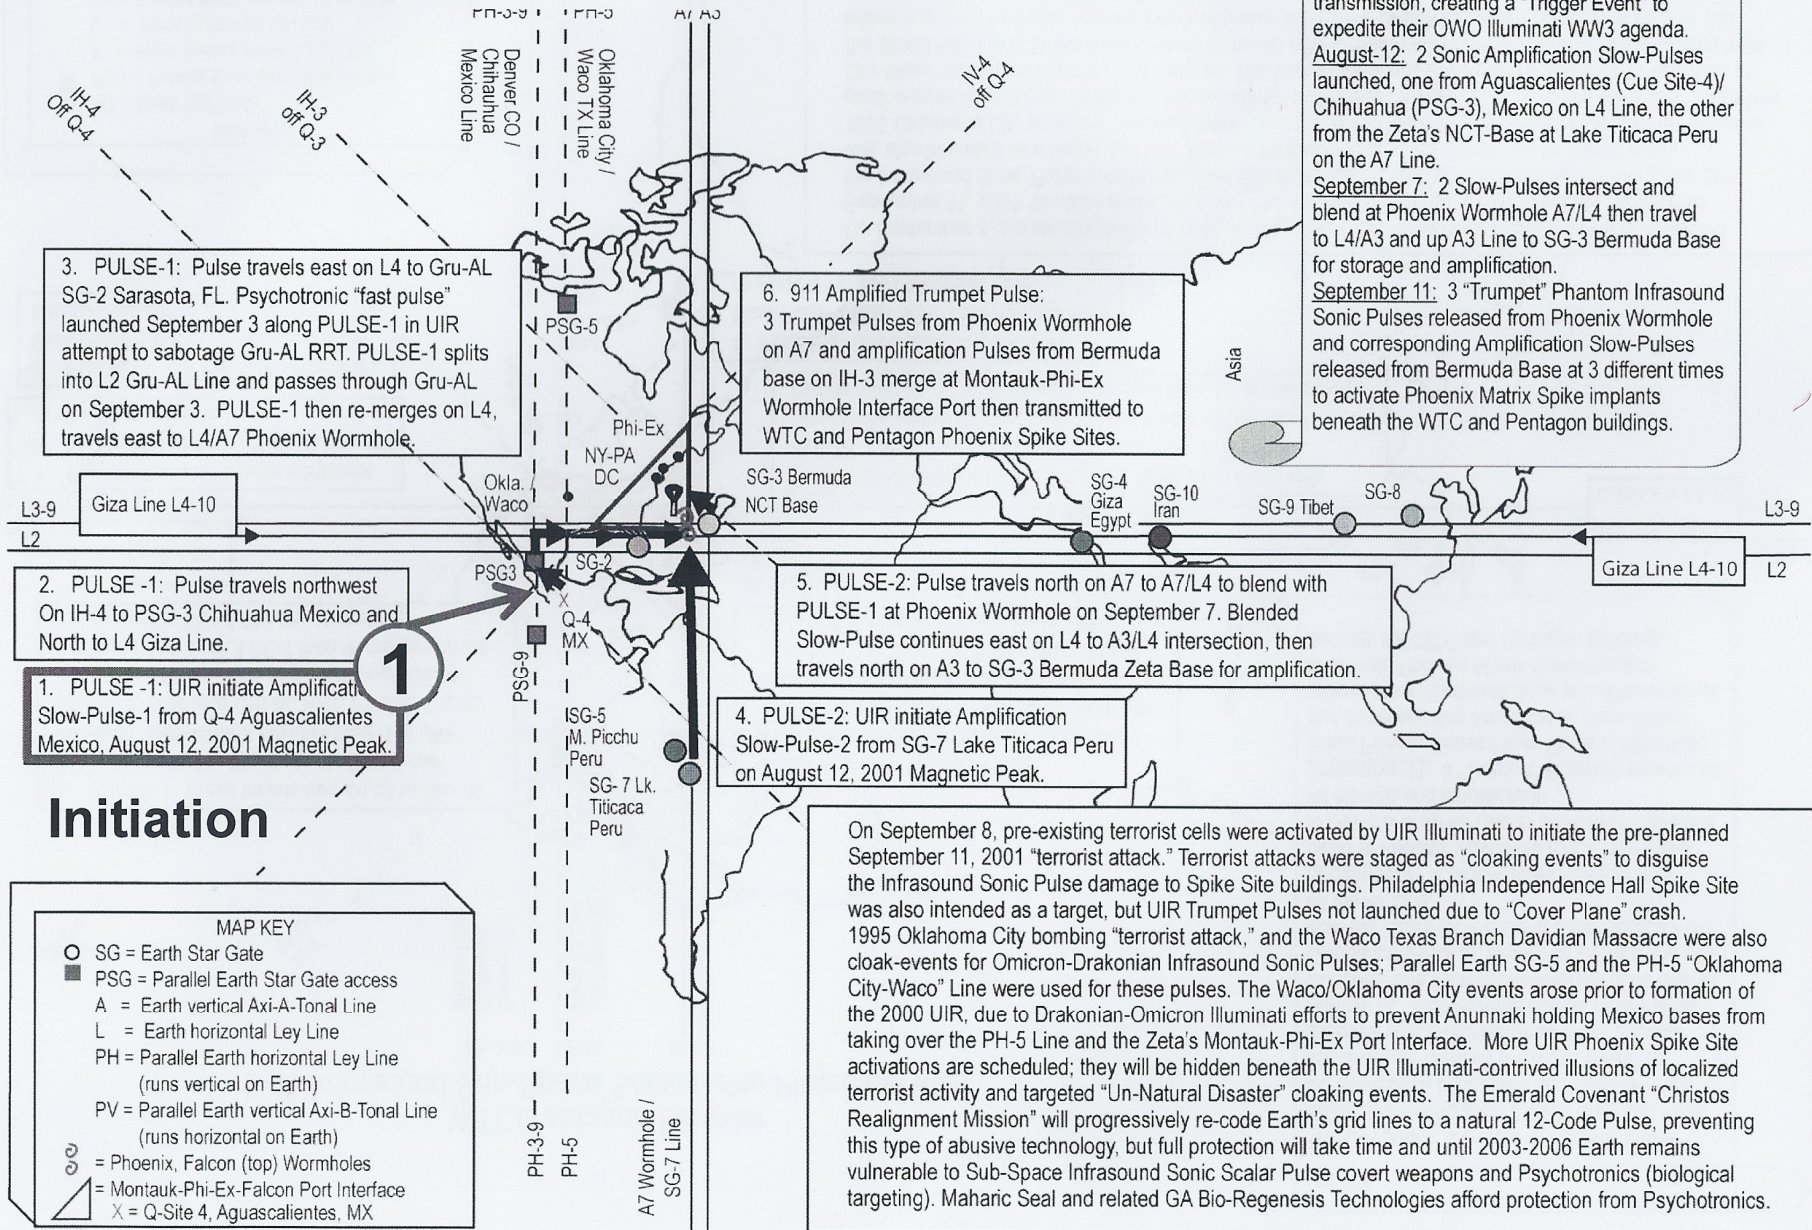 PH-3-9
PH-5
A7 A3
Denver CO /
Chihauhua
Mexico Line
Oklahoma City /
Waco TX Line
IH-4
Off Q-4
IH-3
off Q-3
IV-4
off Q-4
transmission, creating a "Trigger Event" to
expedite their OWO Illuminati WW3 agenda.
August-12: 2 Sonic Amplification Slow-Pulses
launched, one from Aguascalientes (Cue Site-4)/
Chihuahua (PSG-3), Mexico on L4 Line, the other
from the Zeta's NCT-Base at Lake Titicaca Peru
on the A7 Line.
September 7: 2 Slow-Pulses intersect and
blend at Phoenix Wormhole A7/L4 then travel
to L4/A3 and up A3 Line to SG-3 Bermuda Base
for storage and amplification.
September 11: 3 "Trumpet" Phantom Infrasound
Sonic Pulses released from Phoenix Wormhole
and corresponding Amplification Slow-Pulses
released from Bermuda Base at 3 different times
to activate Phoenix Matrix Spike implants
beneath the WTC and Pentagon buildings.
3. PULSE-1: Pulse travels east on L4 to Gru-AL
SG-2 Sarasota, FL. Psychotronic "fast pulse"
launched September 3 along PULSE-1 in UIR
attempt to sabotage Gru-AL RRT. PULSE-1 splits
into L2 Gru-AL Line and passes through Gru-AL
on September 3. PULSE-1 then re-merges on L4,
travels east to L4/A7 Phoenix Wormhole.
PSG-5
6. 911 Amplified Trumpet Pulse:
3 Trumpet Pulses from Phoenix Wormhole
on A7 and amplification Pulses from Bermuda
base on IH-3 merge at Montauk-Phi-Ex
Wormhole Interface Port then transmitted to
WTC and Pentagon Phoenix Spike Sites.
Asia
Phi-Ex
NY-PA
DC
Okla. /
Waco
SG-3 Bermuda
NCT Base
SG-4
Giza
Egypt
SG-10
Iran
SG-9 Tibet
SG-8
L3-9
Giza Line L4-10
L2
L3-9
Giza Line L4-10
L2
PSG3
SG-2
X
Q-4
MX
PSG-9
2. PULSE -1: Pulse travels northwest
On IH-4 to PSG-3 Chihuahua Mexico and
North to L4 Giza Line.
1
1. PULSE -1: UIR initiate Amplificati
Slow-Pulse-1 from Q-4 Aguascalientes
Mexico, August 12, 2001 Magnetic Peak.
Initiation
5. PULSE-2: Pulse travels north on A7 to A7/L4 to blend with
PULSE-1 at Phoenix Wormhole on September 7. Blended
Slow-Pulse continues east on L4 to A3/L4 intersection, then
travels north on A3 to SG-3 Bermuda Zeta Base for amplification.
4. PULSE-2: UIR initiate Amplification
Slow-Pulse-2 from SG-7 Lake Titicaca Peru
on August 12, 2001 Magnetic Peak.
ISG-5
M. Picchu
Peru
SG- 7 Lk.
Titicaca
Peru
MAP KEY
SG = Earth Star Gate
PSG = Parallel Earth Star Gate access
A = Earth vertical Axi-A-Tonal Line
L = Earth horizontal Ley Line
PH = Parallel Earth horizontal Ley Line
(runs vertical on Earth)
PV = Parallel Earth vertical Axi-B-Tonal Line
(runs horizontal on Earth)
= Phoenix, Falcon (top) Wormholes
= Montauk-Phi-Ex-Falcon Port Interface
X = Q-Site 4, Aguascalientes, MX
PH-3-9
PH-5
A7 Wormhole /
SG-7 Line
On September 8, pre-existing terrorist cells were activated by UIR Illuminati to initiate the pre-planned
September 11, 2001 "terrorist attack." Terrorist attacks were staged as "cloaking events" to disguise
the Infrasound Sonic Pulse damage to Spike Site buildings. Philadelphia Independence Hall Spike Site
was also intended as a target, but UIR Trumpet Pulses not launched due to "Cover Plane" crash.
1995 Oklahoma City bombing "terrorist attack," and the Waco Texas Branch Davidian Massacre were also
cloak-events for Omicron-Drakonian Infrasound Sonic Pulses; Parallel Earth SG-5 and the PH-5 "Oklahoma
City-Waco" Line were used for these pulses. The Waco/Oklahoma City events arose prior to formation of
the 2000 UIR, due to Drakonian-Omicron Illuminati efforts to prevent Anunnaki holding Mexico bases from
taking over the PH-5 Line and the Zeta's Montauk-Phi-Ex Port Interface. More UIR Phoenix Spike Site
activations are scheduled; they will be hidden beneath the UIR Illuminati-contrived illusions of localized
terrorist activity and targeted "Un-Natural Disaster" cloaking events. The Emerald Covenant "Christos
Realignment Mission" will progressively re-code Earth's grid lines to a natural 12-Code Pulse, preventing
this type of abusive technology, but full protection will take time and until 2003-2006 Earth remains
vulnerable to Sub-Space Infrasound Sonic Scalar Pulse covert weapons and Psychotronics (biological
targeting). Maharic Seal and related GA Bio-Regenesis Technologies afford protection from Psychotronics.